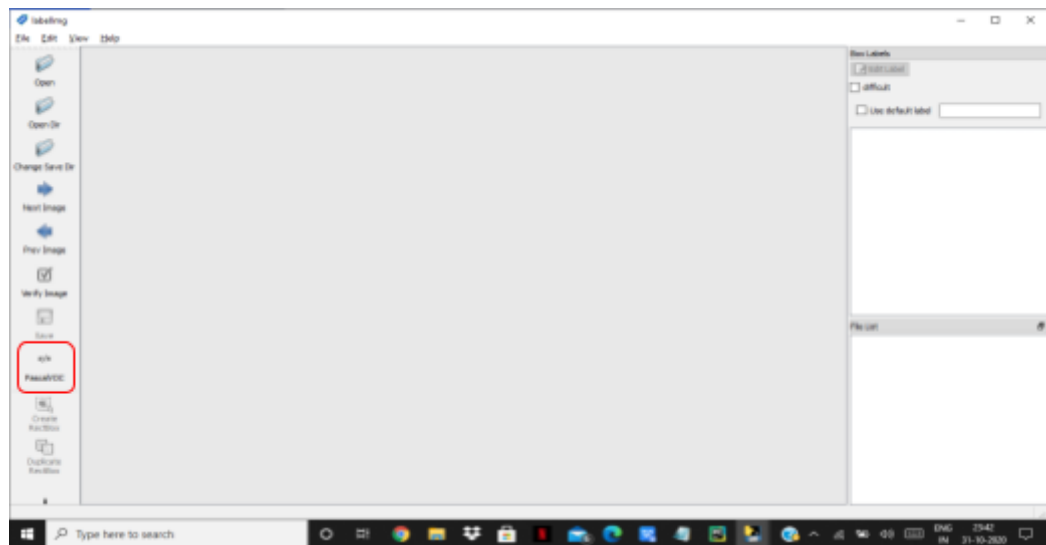 labelImg
File Edit View Help
Open
Open Dir
Change Save Dir
Next Image
Prev Image
Verify Image
Save
</>
PascalVOC
Create
RectBox
Duplicate
RectBox
Box Labels
Edit Label
difficult
Use default label
File List
Type here to search
ENG
IN
23:42
31-10-2020